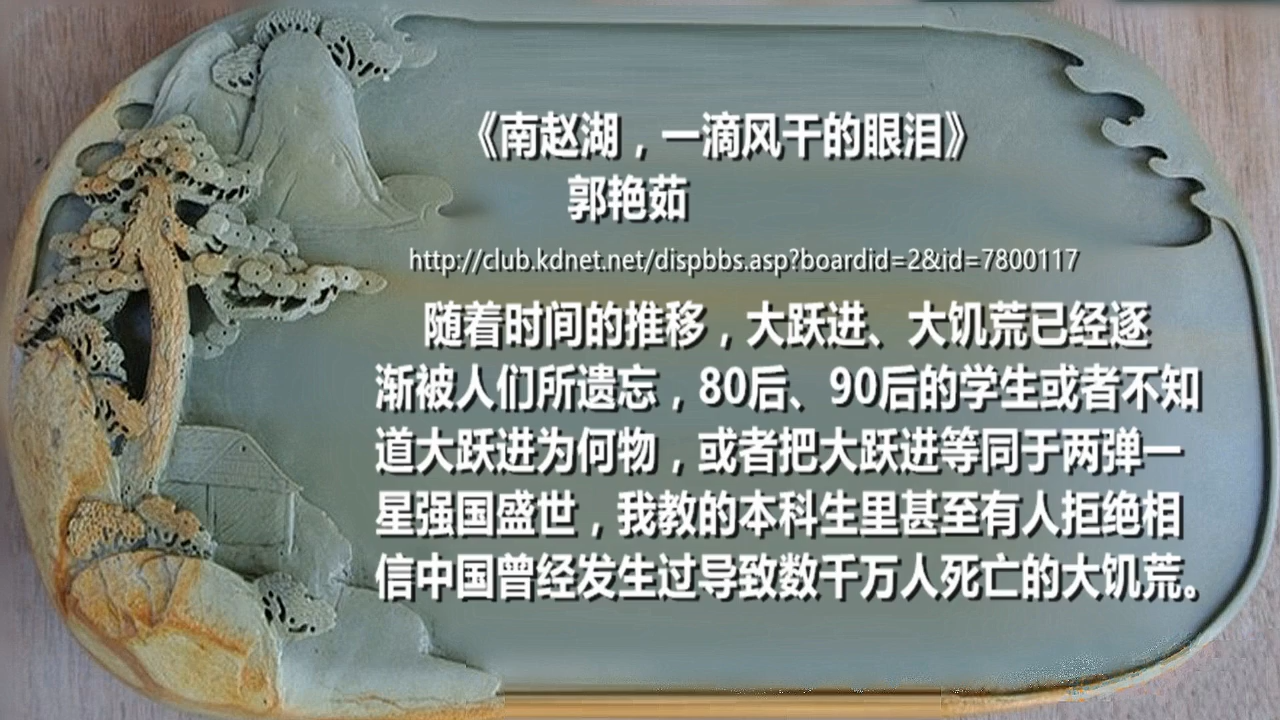 《南赵湖，一滴风干的眼泪》
郭艳茹
http://club.kdnet.net/dispbbs.asp?boardid=2&id=7800117
随着时间的推移，大跃进、大饥荒已经逐
渐被人们所遗忘，80后、90后的学生或者不知
道大跃进为何物，或者把大跃进等同于两弹一
星强国盛世，我教的本科生里甚至有人拒绝相
信中国曾经发生过导致数千万人死亡的大饥荒。